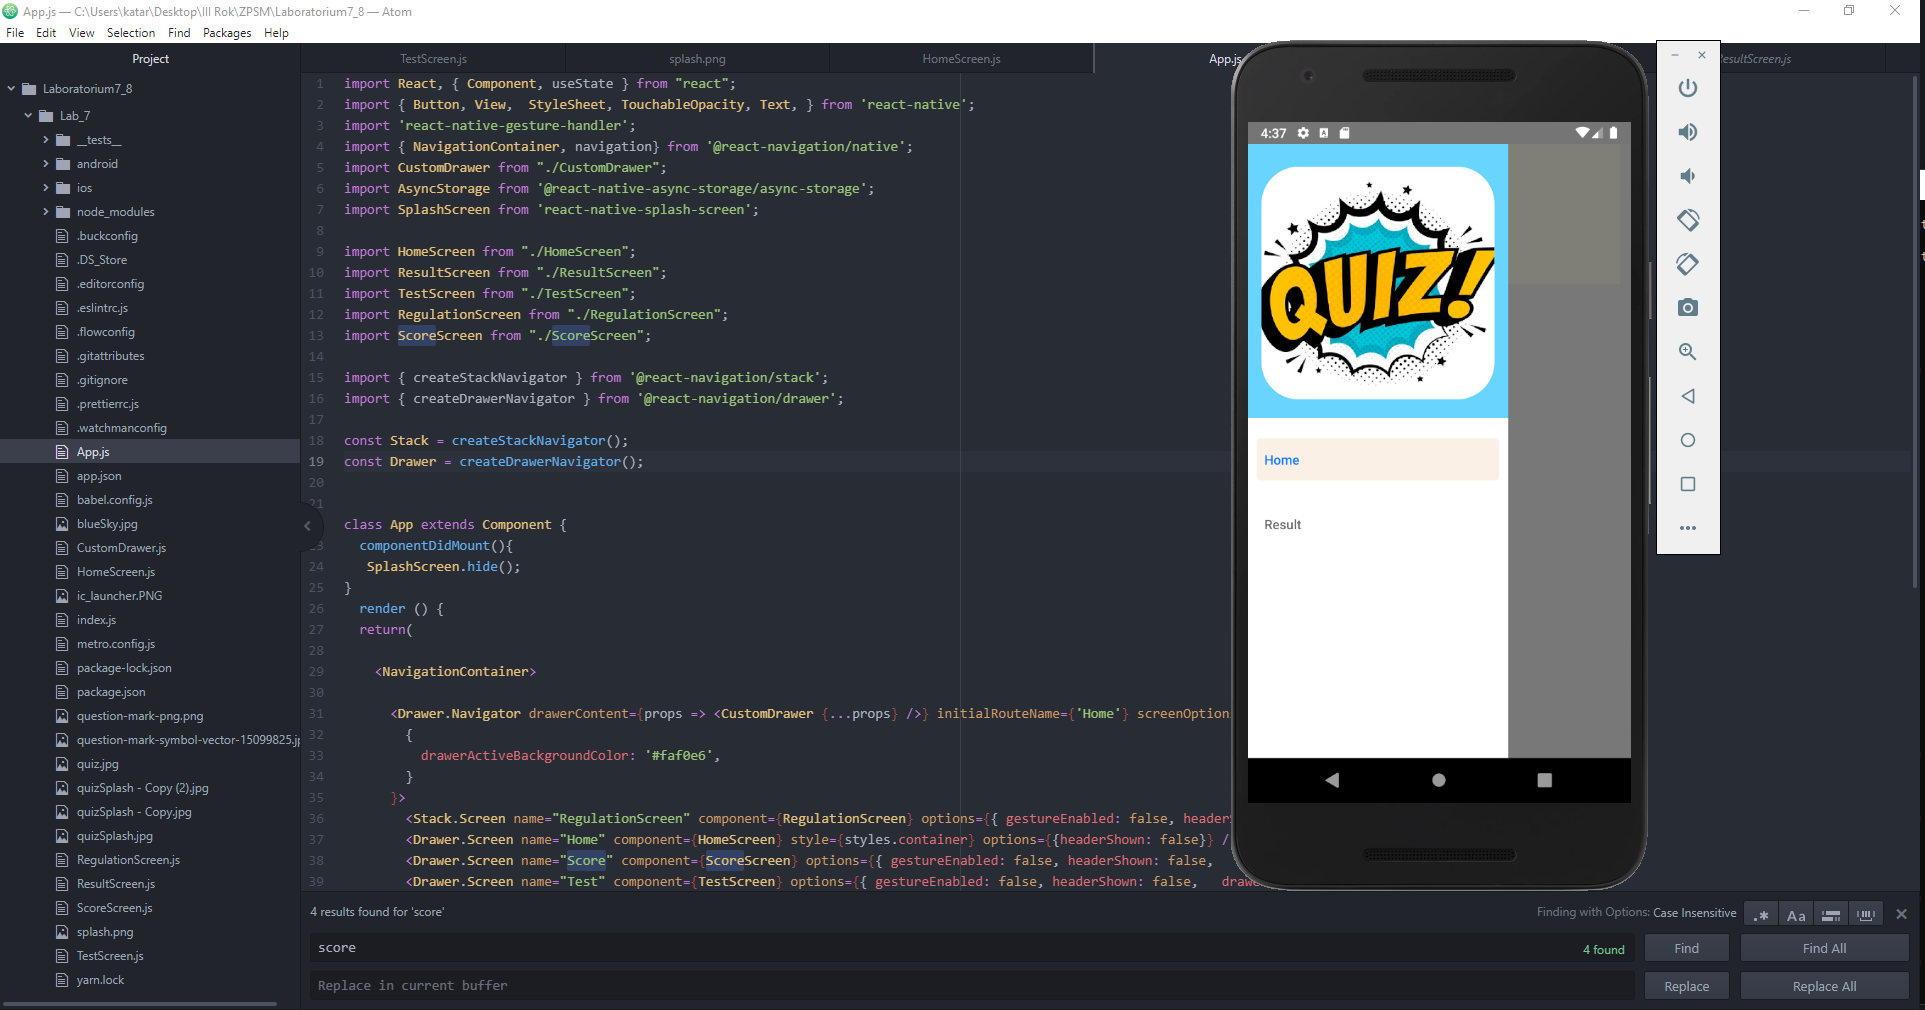 App.js — C:\Users\katar\Desktop\III Rok\ZPSM\Laboratorium7_8 — Atom
File Edit View Selection Find Packages Help
Project
TestScreen.js splash.png HomeScreen.js App.js ResultScreen.js
Laboratorium7_8
Lab_7
__tests__
android
ios
node_modules
.buckconfig
.DS_Store
.editorconfig
.eslintrc.js
.flowconfig
.gitattributes
.gitignore
.prettierrc.js
.watchmanconfig
App.js
app.json
babel.config.js
blueSky.jpg
CustomDrawer.js
HomeScreen.js
ic_launcher.PNG
index.js
metro.config.js
package-lock.json
package.json
question-mark-png.png
question-mark-symbol-vector-15099825.jp
quiz.jpg
quizSplash - Copy (2).jpg
quizSplash - Copy.jpg
quizSplash.jpg
RegulationScreen.js
ResultScreen.js
ScoreScreen.js
splash.png
TestScreen.js
yarn.lock
1 import React, { Component, useState } from "react";
2 import { Button, View,  StyleSheet, TouchableOpacity, Text, } from 'react-native';
3 import 'react-native-gesture-handler';
4 import { NavigationContainer, navigation} from '@react-navigation/native';
5 import CustomDrawer from "./CustomDrawer";
6 import AsyncStorage from '@react-native-async-storage/async-storage';
7 import SplashScreen from 'react-native-splash-screen';
8
9 import HomeScreen from "./HomeScreen";
10 import ResultScreen from "./ResultScreen";
11 import TestScreen from "./TestScreen";
12 import RegulationScreen from "./RegulationScreen";
13 import ScoreScreen from "./ScoreScreen";
14
15 import { createStackNavigator } from '@react-navigation/stack';
16 import { createDrawerNavigator } from '@react-navigation/drawer';
17
18 const Stack = createStackNavigator();
19 const Drawer = createDrawerNavigator();
20
21
class App extends Component {
23 componentDidMount(){
24 SplashScreen.hide();
25 }
26 render () {
27 return(
28
29 <NavigationContainer>
30
31 <Drawer.Navigator drawerContent={props => <CustomDrawer {...props} />} initialRouteName={'Home'} screenOption
32 {
33 drawerActiveBackgroundColor: '#faf0e6',
34 }
35 }>
36 <Stack.Screen name="RegulationScreen" component={RegulationScreen} options={{ gestureEnabled: false, headerS
37 <Drawer.Screen name="Home" component={HomeScreen} style={styles.container} options={{headerShown: false}} /
38 <Drawer.Screen name="Score" component={ScoreScreen} options={{ gestureEnabled: false, headerShown: false,
39 <Drawer.Screen name="Test" component={TestScreen} options={{ gestureEnabled: false, headerShown: false,   drawe
4:37
QUIZ!
Home
Result
4 results found for 'score'
Finding with Options: Case Insensitive
.* Aa
score
4 found
Find
Find All
Replace in current buffer
Replace
Replace All